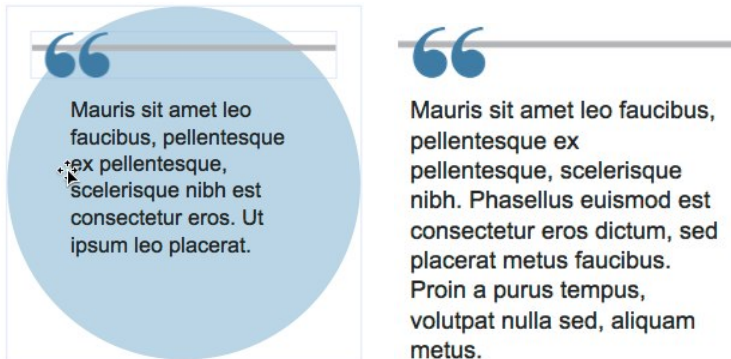 “
Mauris sit amet leo
faucibus, pellentesque
ex pellentesque,
scelerisque nibh est
consectetur eros. Ut
ipsum leo placerat.
“
Mauris sit amet leo faucibus,
pellentesque ex
pellentesque, scelerisque
nibh. Phasellus euismod est
consectetur eros dictum, sed
placerat metus faucibus.
Proin a purus tempus,
volutpat nulla sed, aliquam
metus.